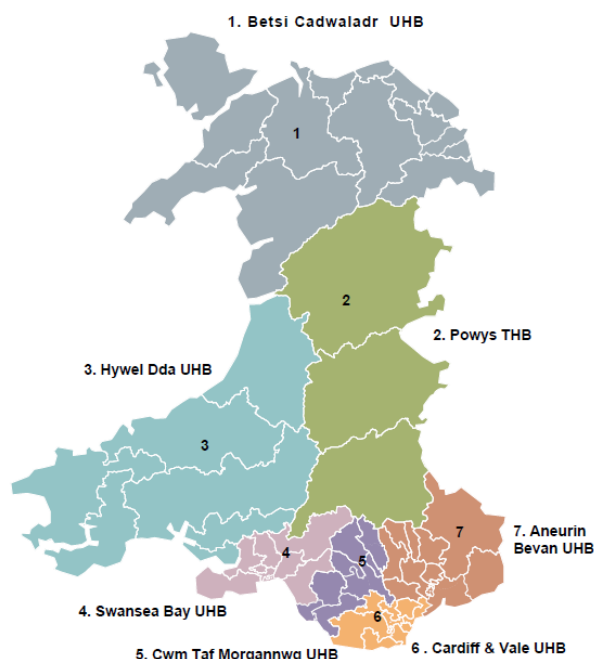 1. Betsi Cadwaladr UHB
1
2
2. Powys THB
3. Hywel Dda UHB
3
7
7. Aneurin
Bevan UHB
4
5
4. Swansea Bay UHB
6
6 . Cardiff & Vale UHB
5. Cwm Taf Morgannwg UHB